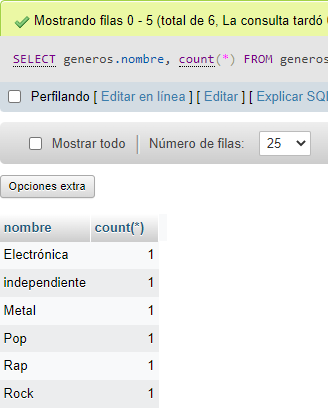 Mostrando filas 0 - 5 (total de 6, La consulta tardó
SELECT generos.nombre, count(*) FROM generos
Perfilando [ Editar en línea ] [ Editar ] [ Explicar SQL
Mostrar todo | Número de filas: 25
Opciones extra
nombre count(*)
Electrónica 1
independiente 1
Metal 1
Pop 1
Rap 1
Rock 1